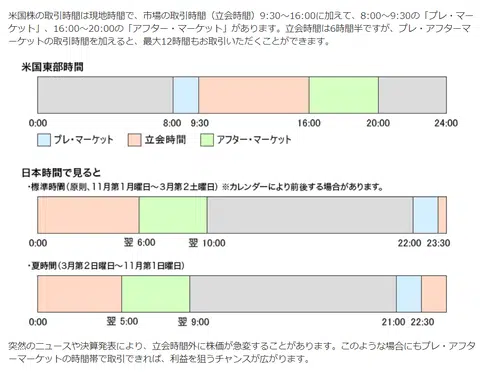 米国株の取引時間は現地時間で、市場の取引時間（立会時間）9:30～16:00に加えて、8:00～9:30の「プレ・マー
ケット」、16:00～20:00の「アフター・マーケット」があります。立会時間は6時間半ですが、プレ・アフターマ
ーケットの取引時間を加えると、最大12時間もお取引いただくことができます。
米国東部時間
0:00 8:00 9:30 16:00 20:00 24:00
プレ・マーケット 立会時間 アフター・マーケット
日本時間で見ると
・標準時間（原則、11月第1月曜日～3月第2土曜日）※カレンダーにより前後する場合があります。
0:00 翌 6:00 翌 10:00 22:00 23:30
・夏時間（3月第2日曜日～11月第1日曜日）
0:00 翌 5:00 翌 9:00 21:00 22:30
突然のニュースや決算発表により、立会時間外に株価が急変することがあります。このような場合にもプレ・アフタ
ーマーケットの時間帯で取引できれば、利益を狙うチャンスが広がります。